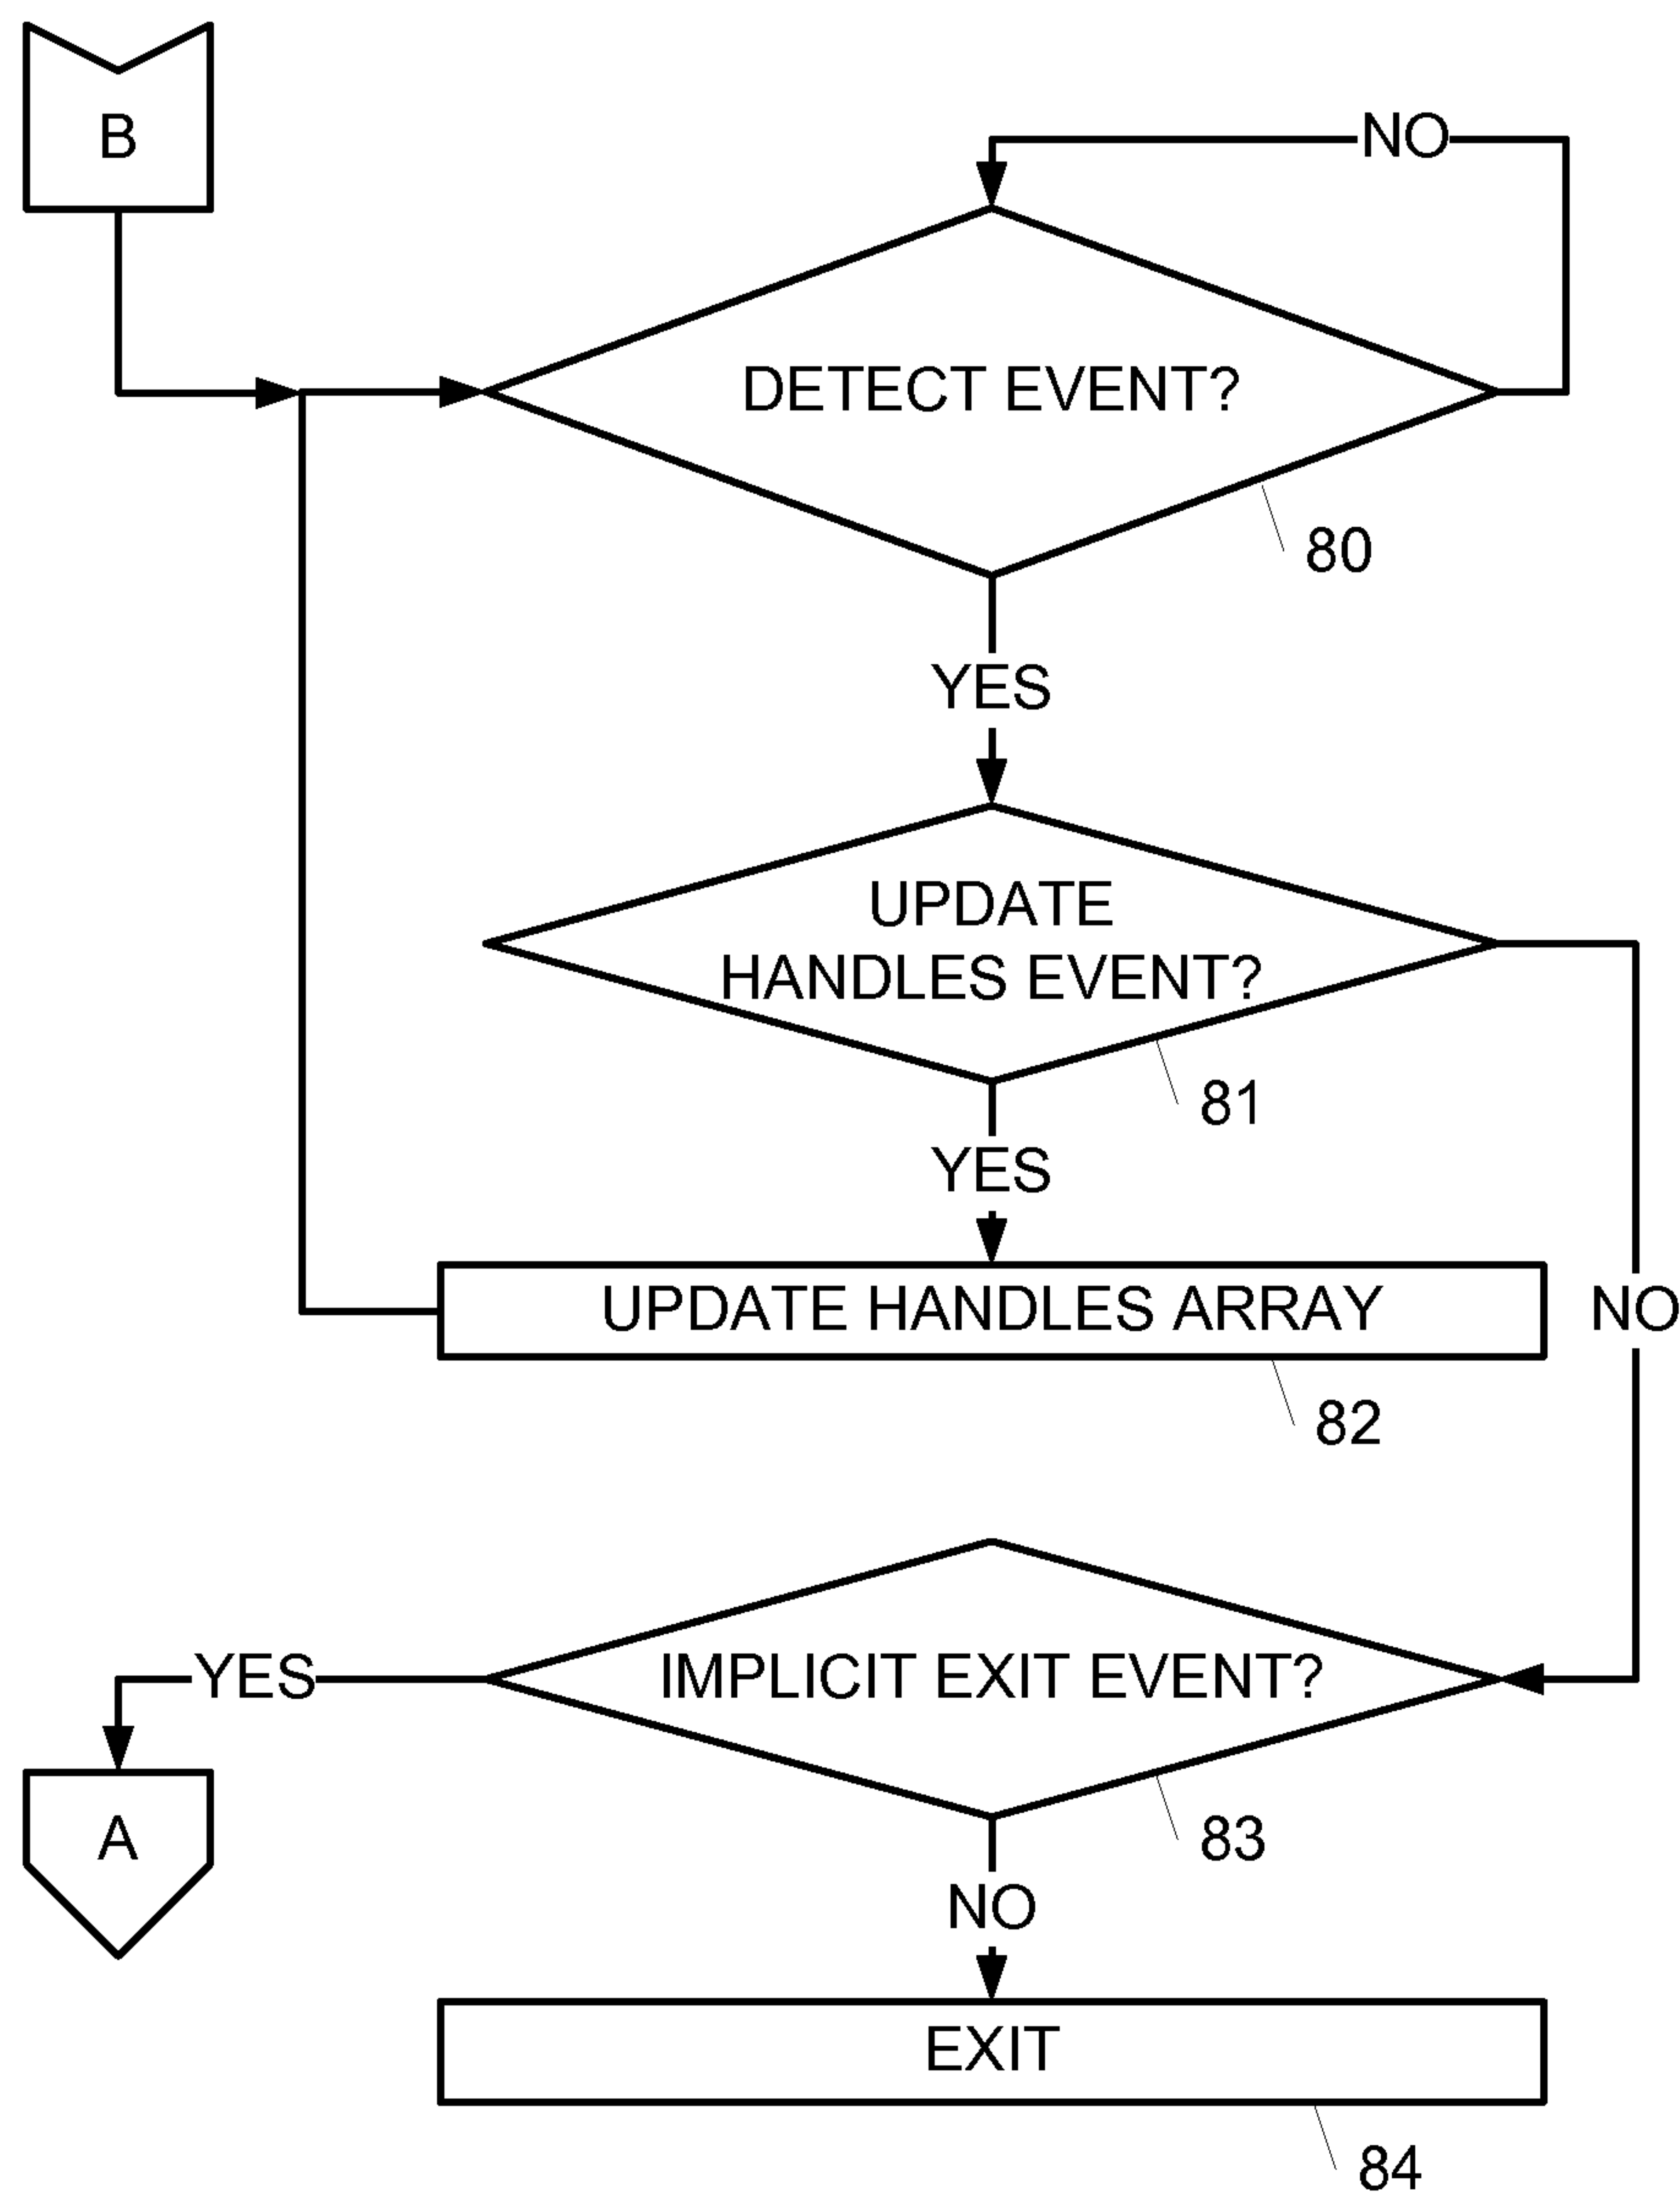 B
NO
DETECT EVENT?
80
YES
UPDATE
HANDLES EVENT?
81
YES
UPDATE HANDLES ARRAY
NO
82
YES
IMPLICIT EXIT EVENT?
A
83
NO
EXIT
84